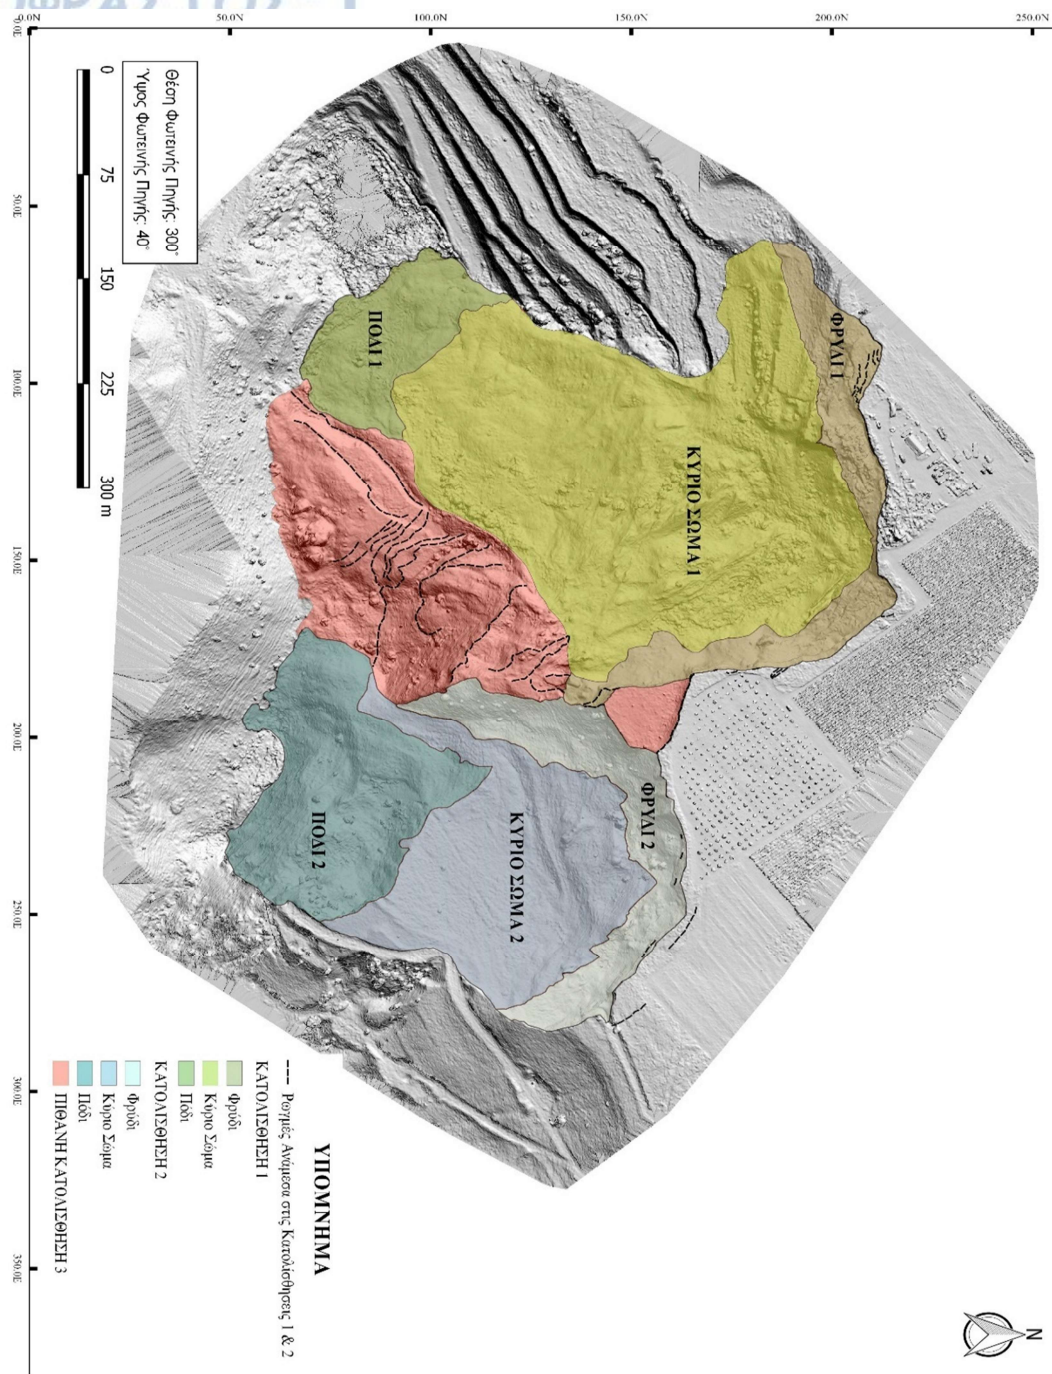 0.0N
50.0N
100.0N
150.0N
200.0N
250.0N
0.0E
50.0E
100.0E
150.0E
200.0E
250.0E
300.0E
350.0E
Θέση Φωτεινής Πηγής: 300°
Ύψος Φωτεινής Πηγής: 40°
0 75 150 225 300 m
ΦΡΥΔΙ 1
ΚΥΡΙΟ ΣΩΜΑ 1
ΠΟΔΙ 1
ΦΡΥΔΙ 2
ΚΥΡΙΟ ΣΩΜΑ 2
ΠΟΔΙ 2
ΥΠΟΜΝΗΜΑ
Ρωγμές Ανάμεσα στις Κατολίσθησεις 1 & 2
ΚΑΤΟΛΙΣΘΗΣΗ 1
Φρύδι
Κύριο Σώμα
Πόδι
ΚΑΤΟΛΙΣΘΗΣΗ 2
Φρύδι
Κύριο Σώμα
Πόδι
ΠΙΘΑΝΗ ΚΑΤΟΛΙΣΘΗΣΗ 3
N